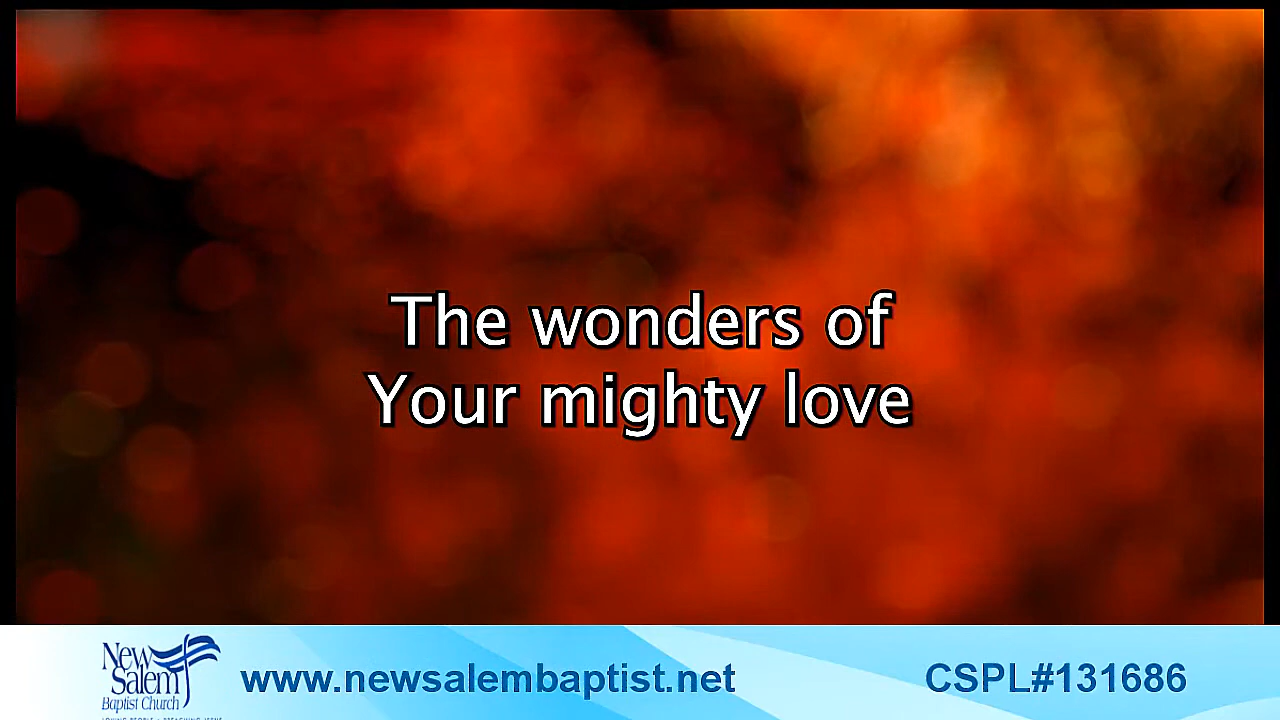 The wonders of
Your mighty love
New
Salem
Baptist Church
www.newsalembaptist.net
CSPL#131686